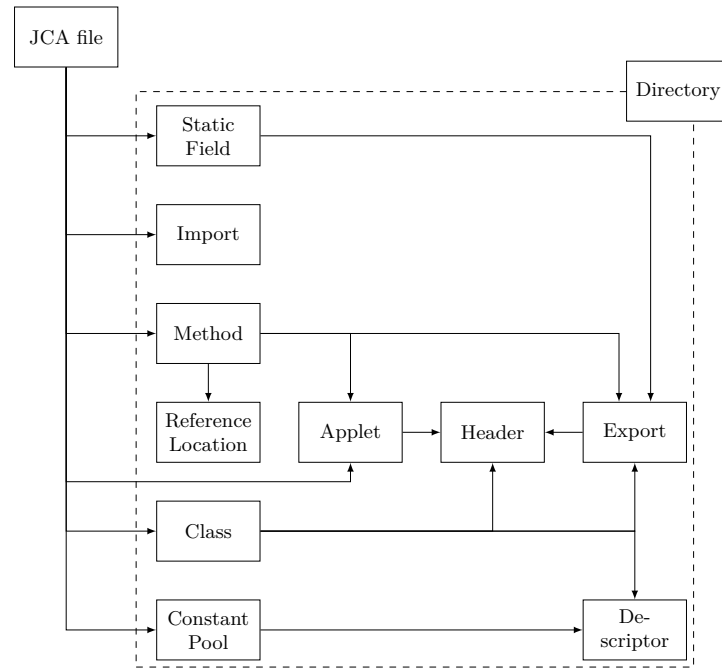 JCA file
Directory
Static
Field
Import
Method
Reference
Location
Applet
Header
Export
Class
Constant
Pool
De-
scriptor